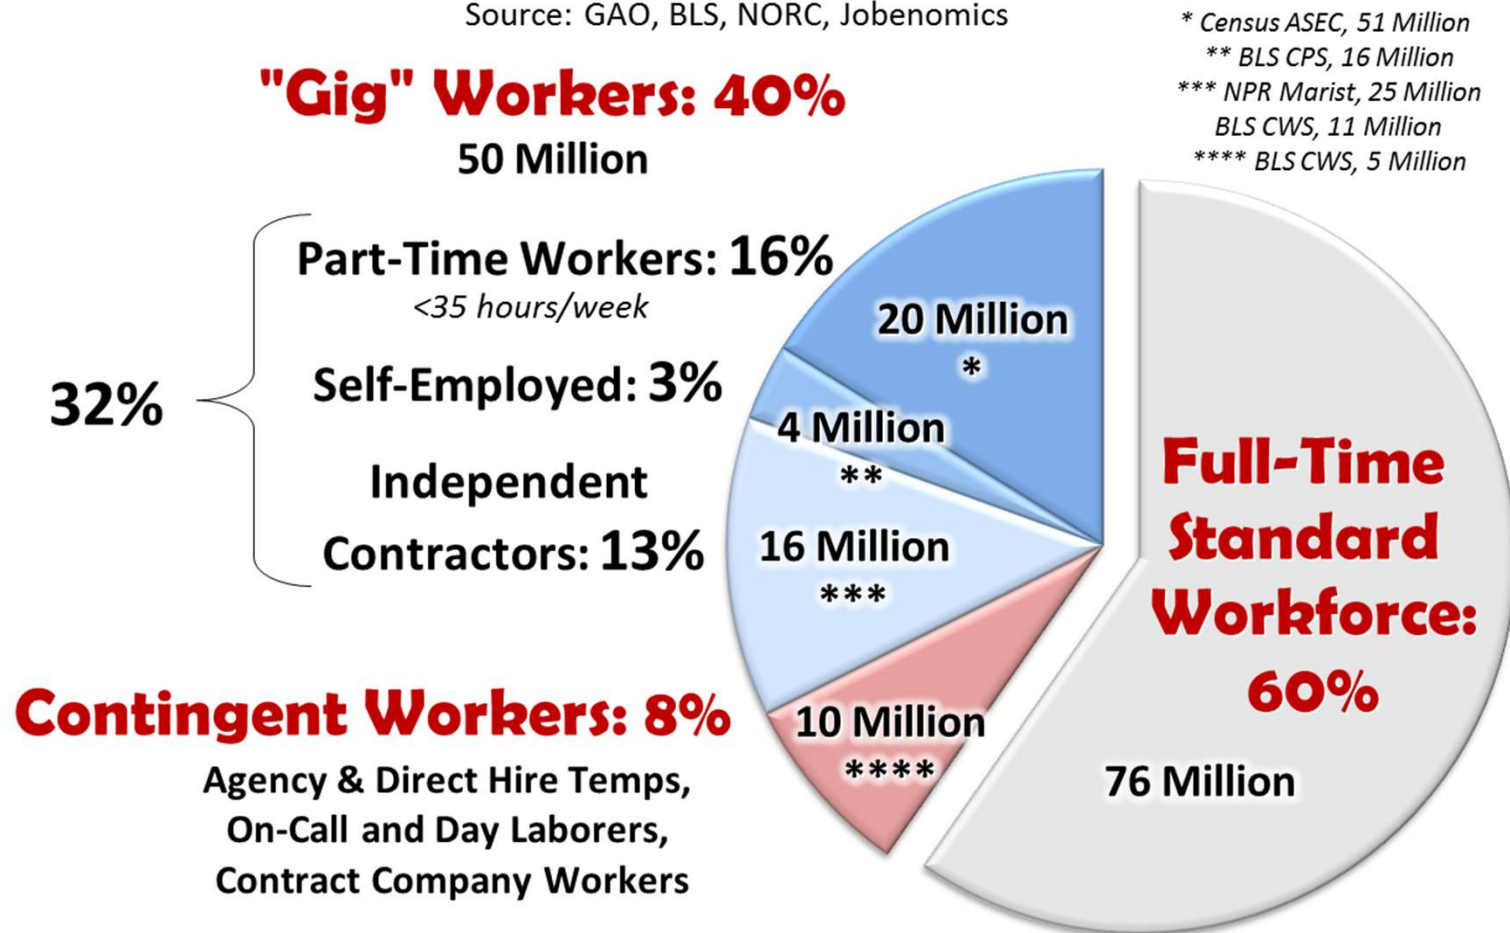 Source: GAO, BLS, NORC, Jobenomics
* Census ASEC, 51 Million
** BLS CPS, 16 Million
*** NPR Marist, 25 Million
BLS CWS, 11 Million
**** BLS CWS, 5 Million
"Gig" Workers: 40%
50 Million
Part-Time Workers: 16%
<35 hours/week
Self-Employed: 3%
32%
Independent
Contractors: 13%
20 Million
*
4 Million
**
16 Million
***
10 Million
****
Full-Time
Standard
Workforce:
60%
76 Million
Contingent Workers: 8%
Agency & Direct Hire Temps,
On-Call and Day Laborers,
Contract Company Workers